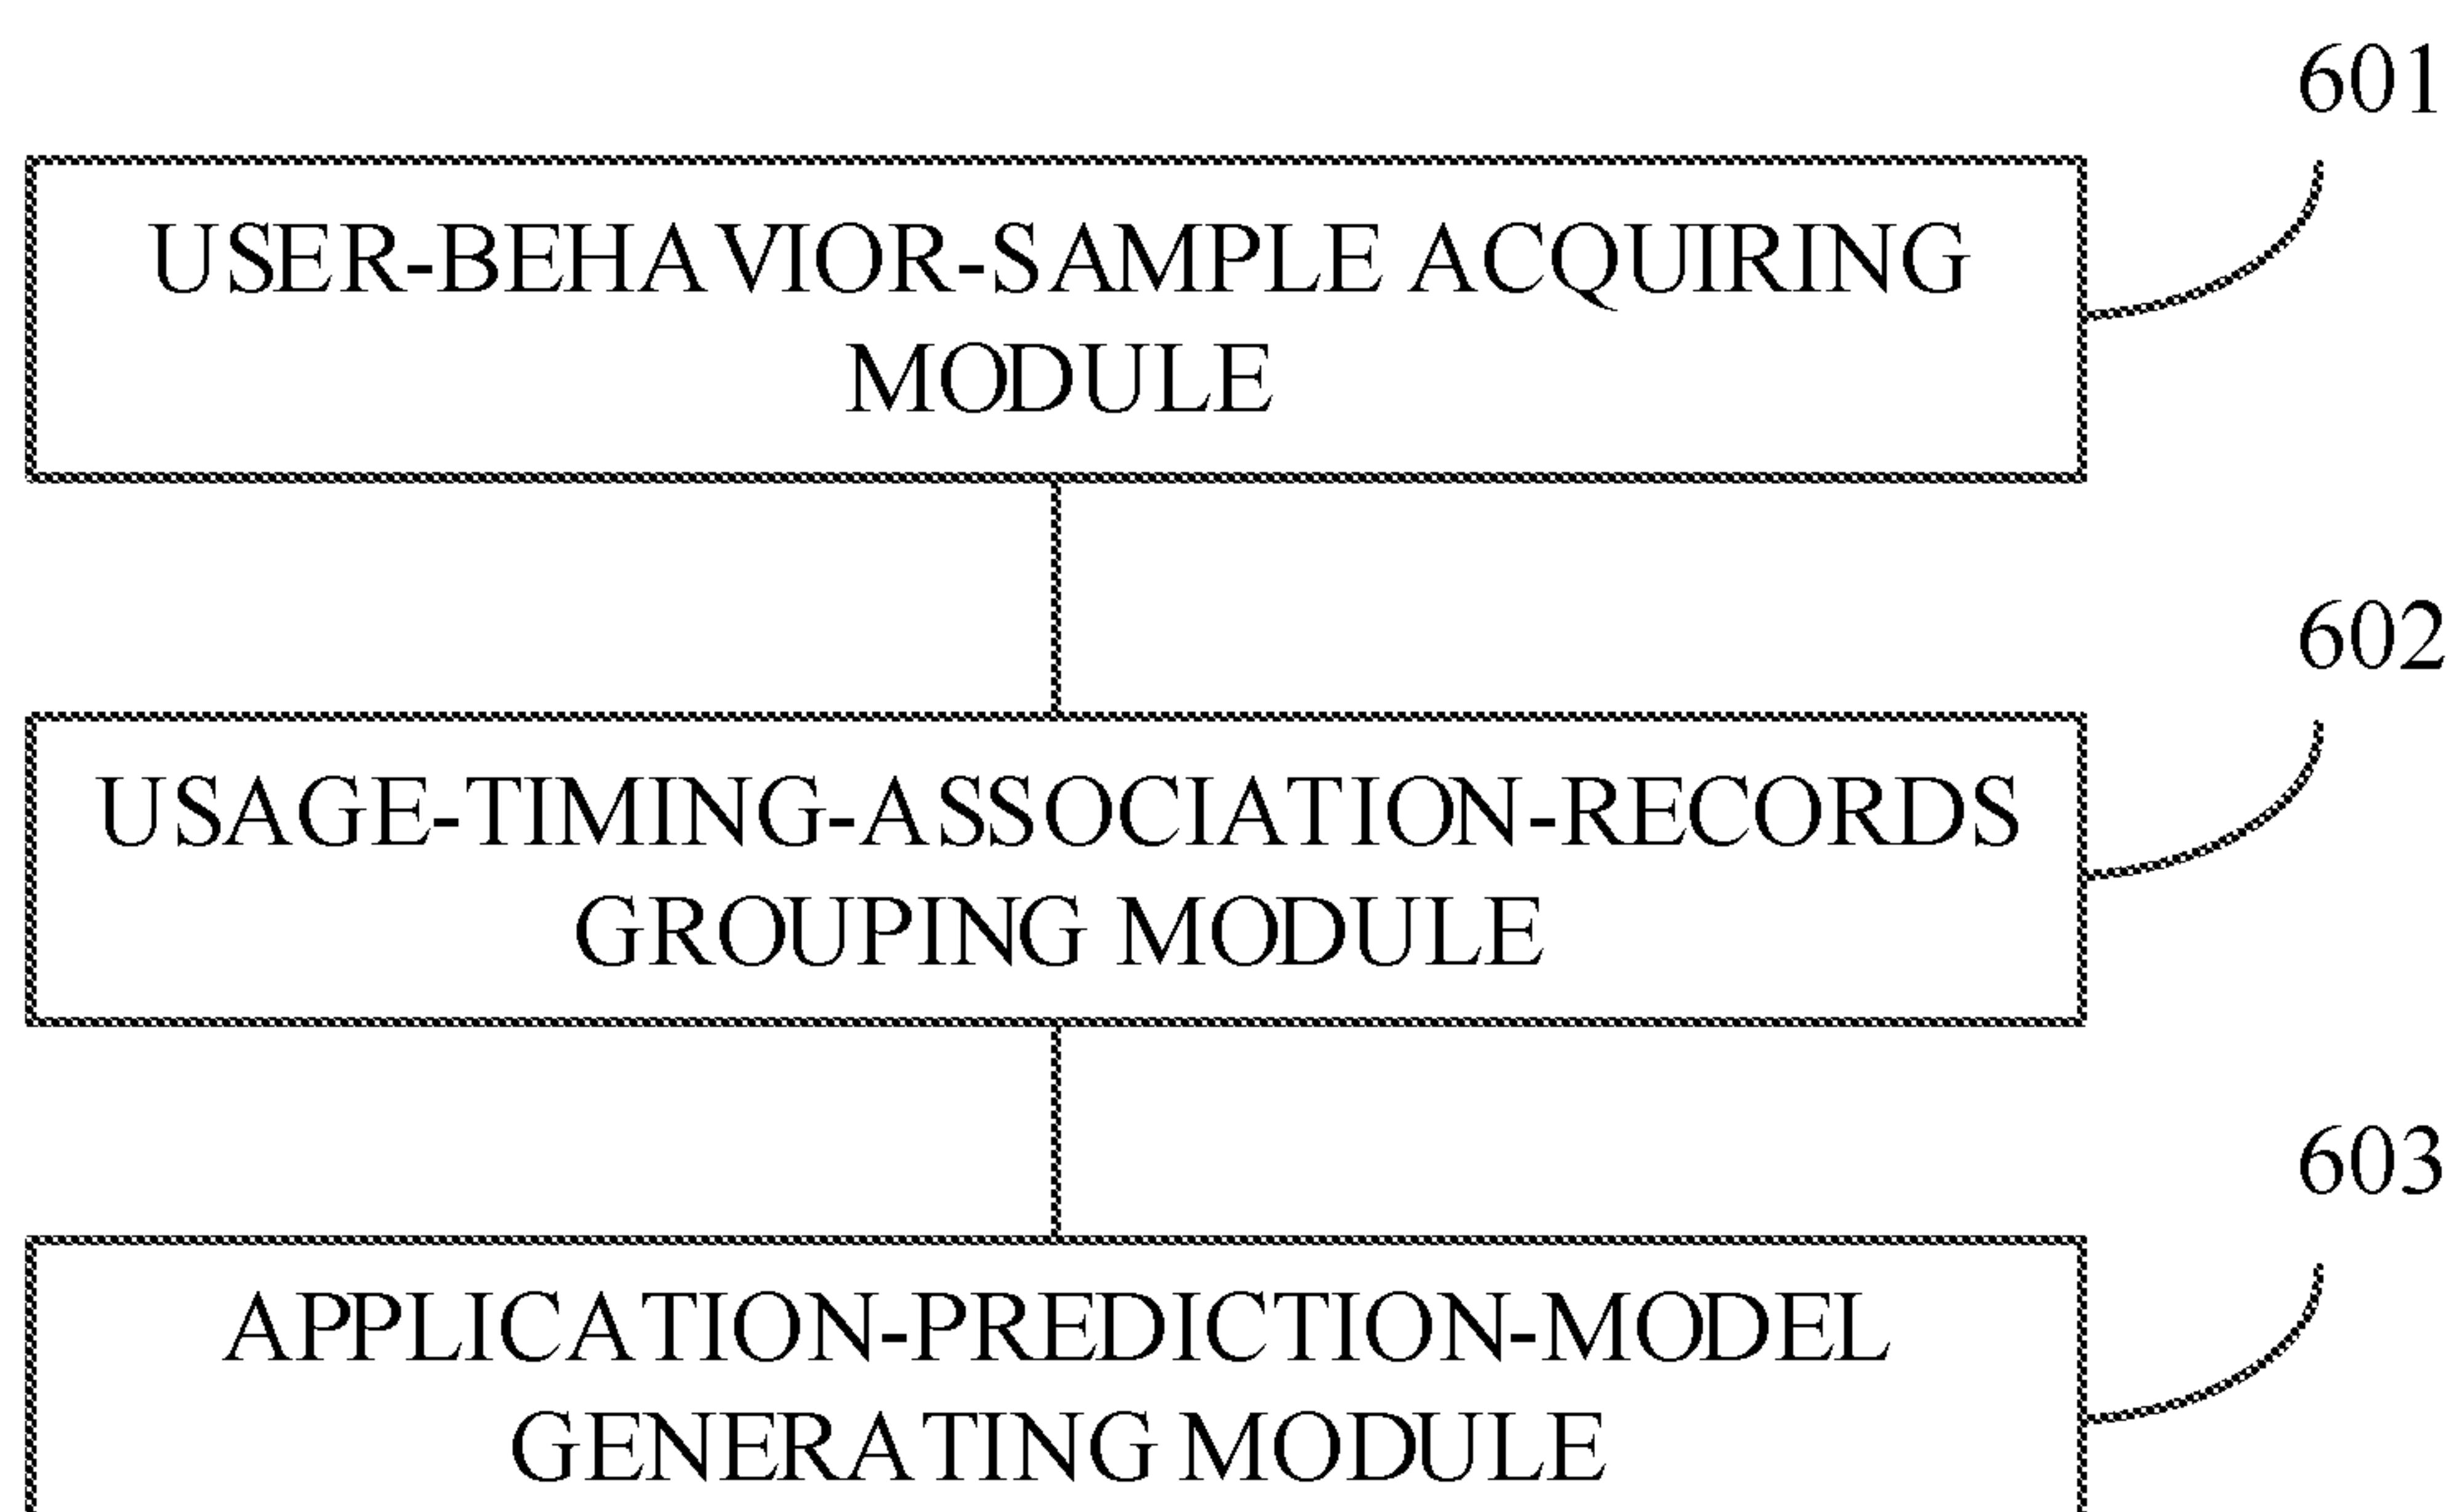 601
USER-BEHAVIOR-SAMPLE ACQUIRING
MODULE
602
USAGE-TIMING-ASSOCIATION-RECORDS
GROUPING MODULE
603
APPLICATION-PREDICTION-MODEL
GENERATING MODULE